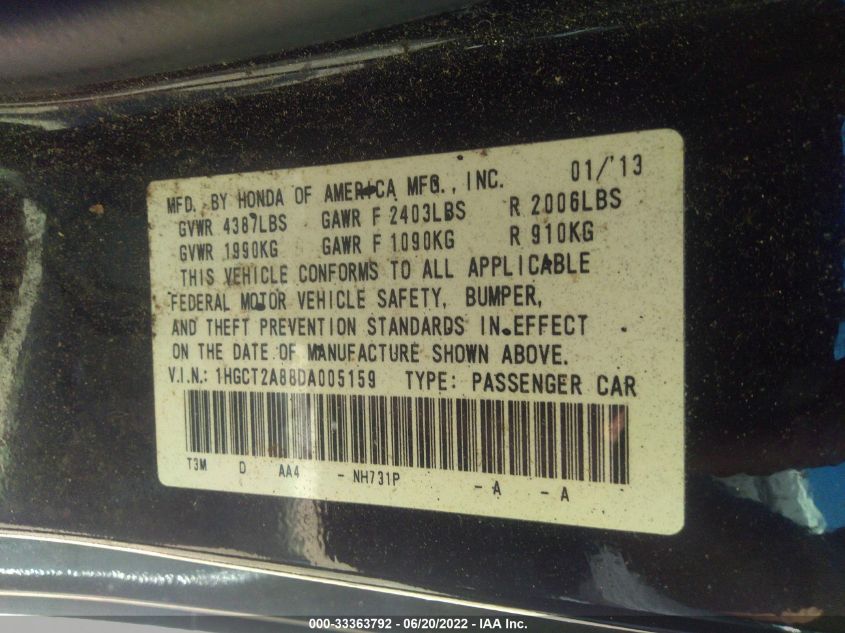 MFD. BY HONDA OF AMERICA MFG., INC. 01/'13
GVWR 4387LBS GAWR F 2403LBS R 2006LBS
GVWR 1990KG GAWR F 1090KG R 910KG
THIS VEHICLE CONFORMS TO ALL APPLICABLE
FEDERAL MOTOR VEHICLE SAFETY, BUMPER,
AND THEFT PREVENTION STANDARDS IN EFFECT
ON THE DATE OF MANUFACTURE SHOWN ABOVE.
V.I.N.: 1HGCT2A88DA005159 TYPE: PASSENGER CAR
T3M D AA4 - NH731P - A - A
000-33363792 - 06/20/2022 - IAA Inc.